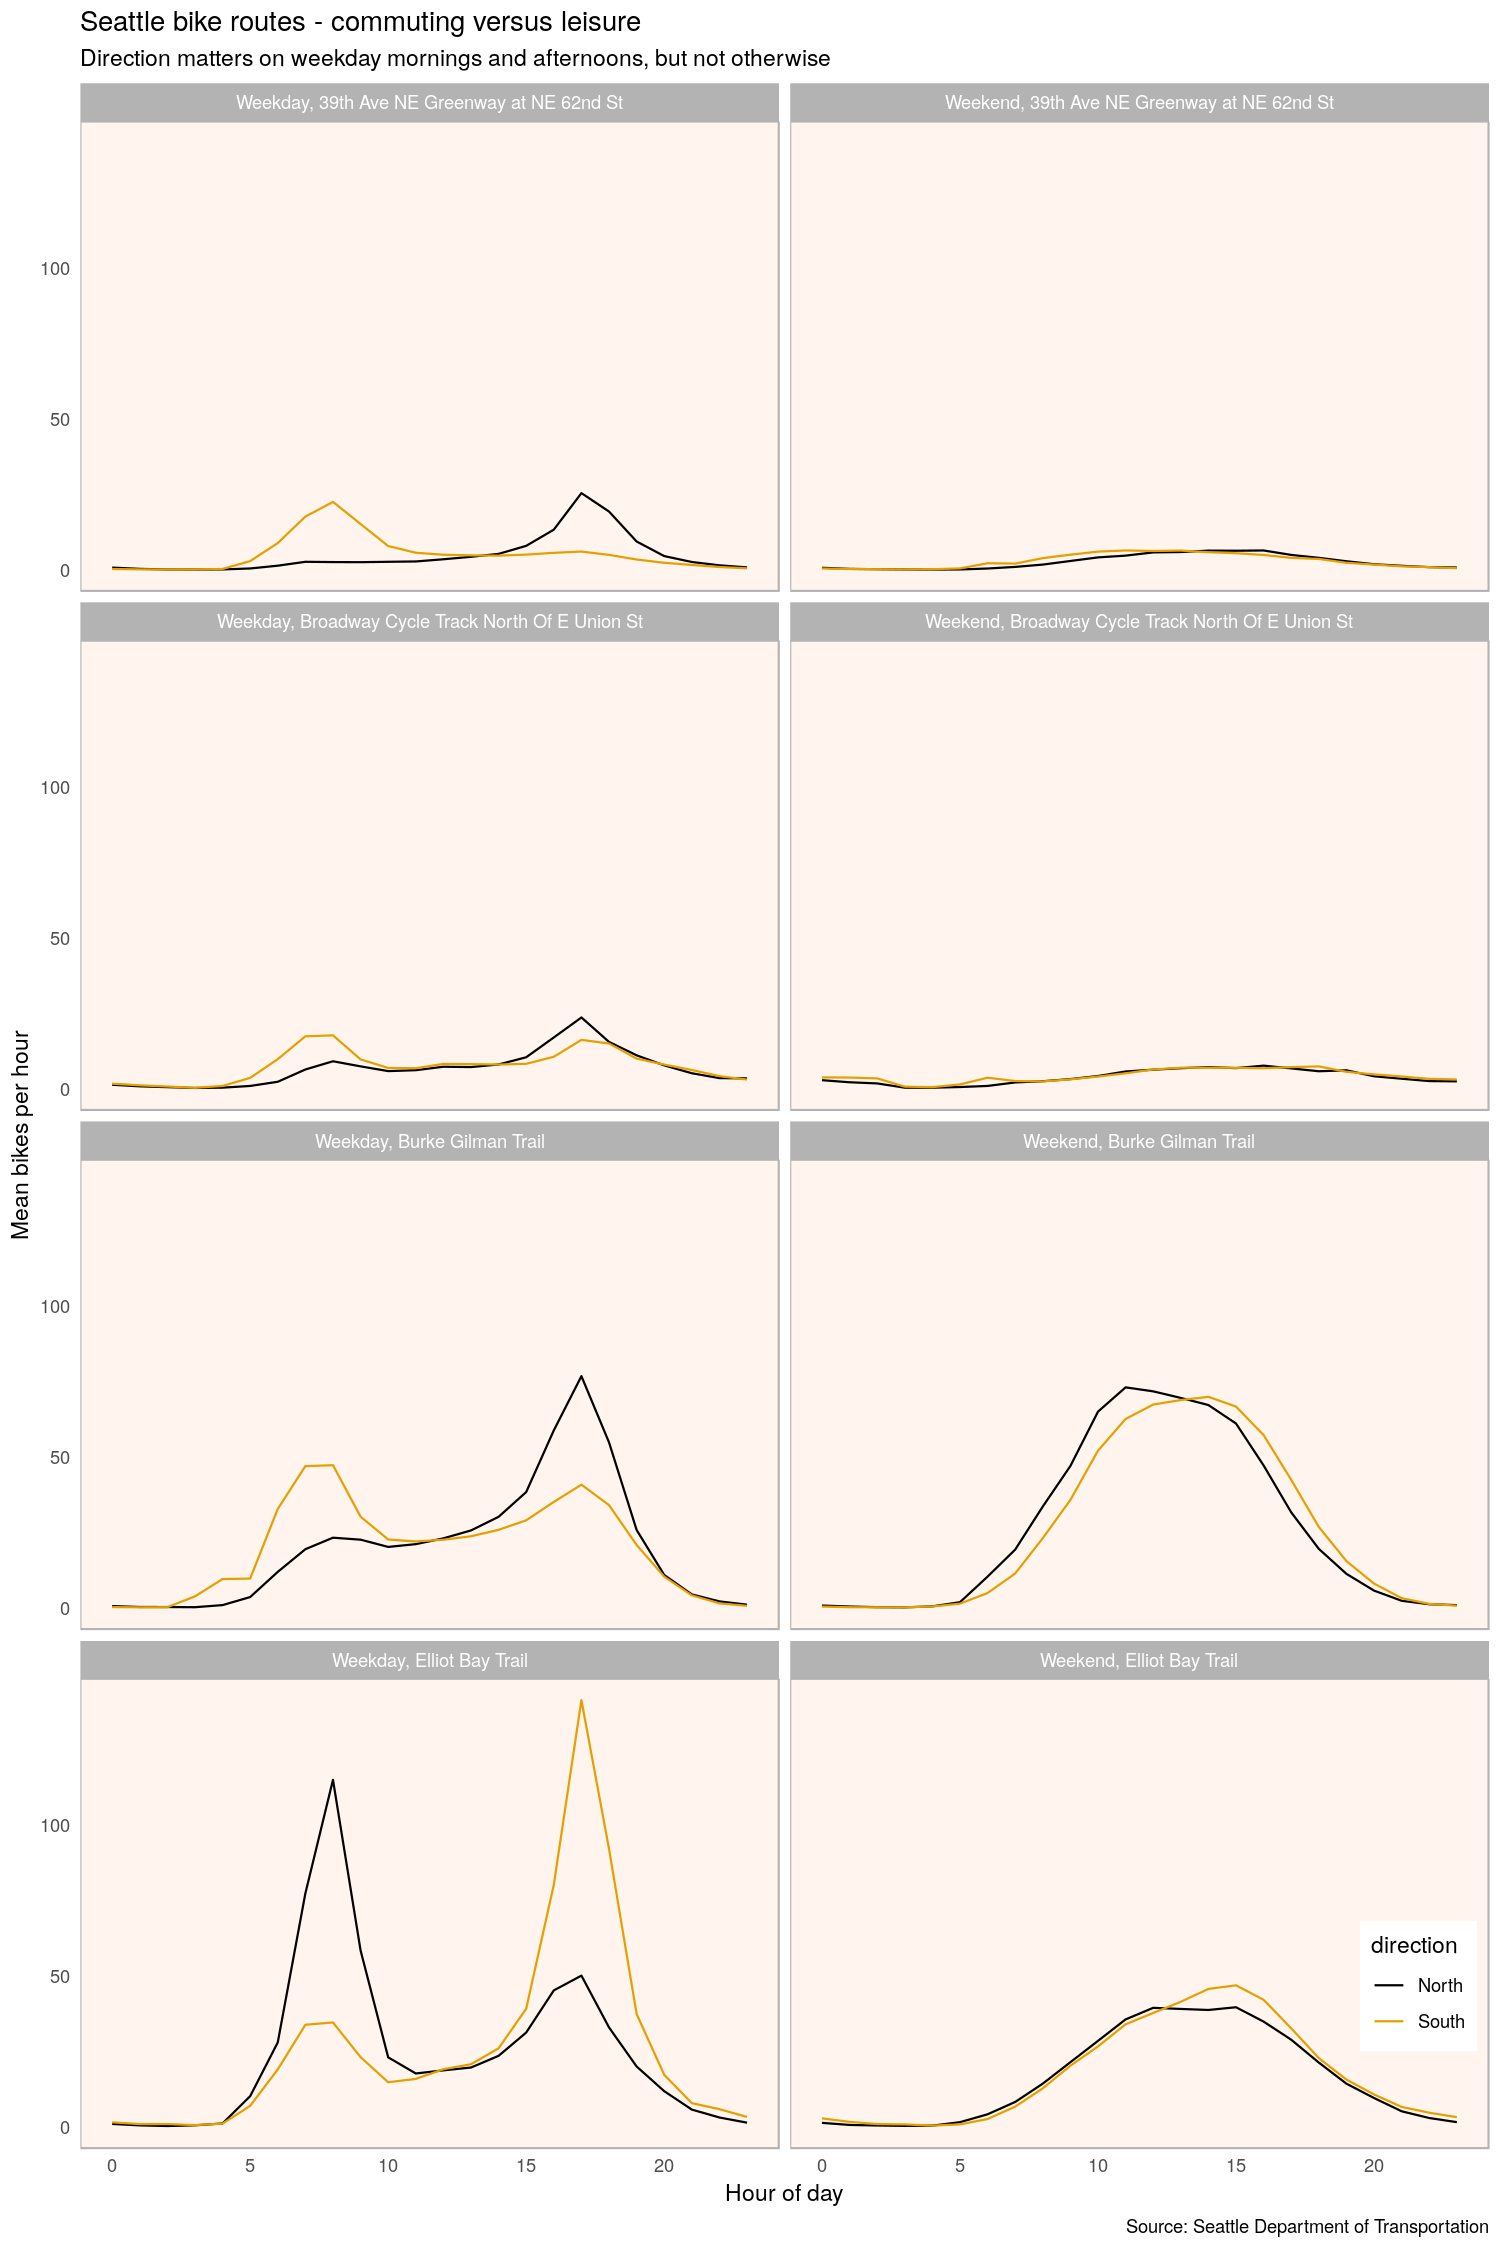 Seattle bike routes - commuting versus leisure
Direction matters on weekday mornings and afternoons, but not otherwise
Weekday, 39th Ave NE Greenway at NE 62nd St
Weekend, 39th Ave NE Greenway at NE 62nd St
100
50
0
Weekday, Broadway Cycle Track North Of E Union St
Weekend, Broadway Cycle Track North Of E Union St
100
50
0
Mean bikes per hour
Weekday, Burke Gilman Trail
Weekend, Burke Gilman Trail
100
50
0
Weekday, Elliot Bay Trail
Weekend, Elliot Bay Trail
100
50
0
direction
North
South
0 5 10 15 20
0 5 10 15 20
Hour of day
Source: Seattle Department of Transportation